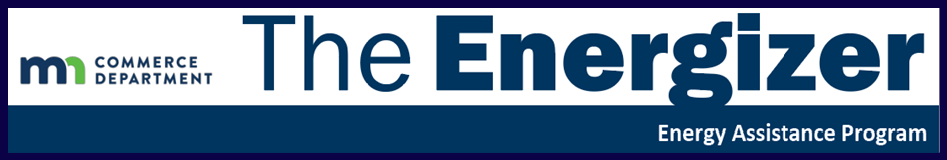 mn COMMERCE
DEPARTMENT
The Energizer
Energy Assistance Program